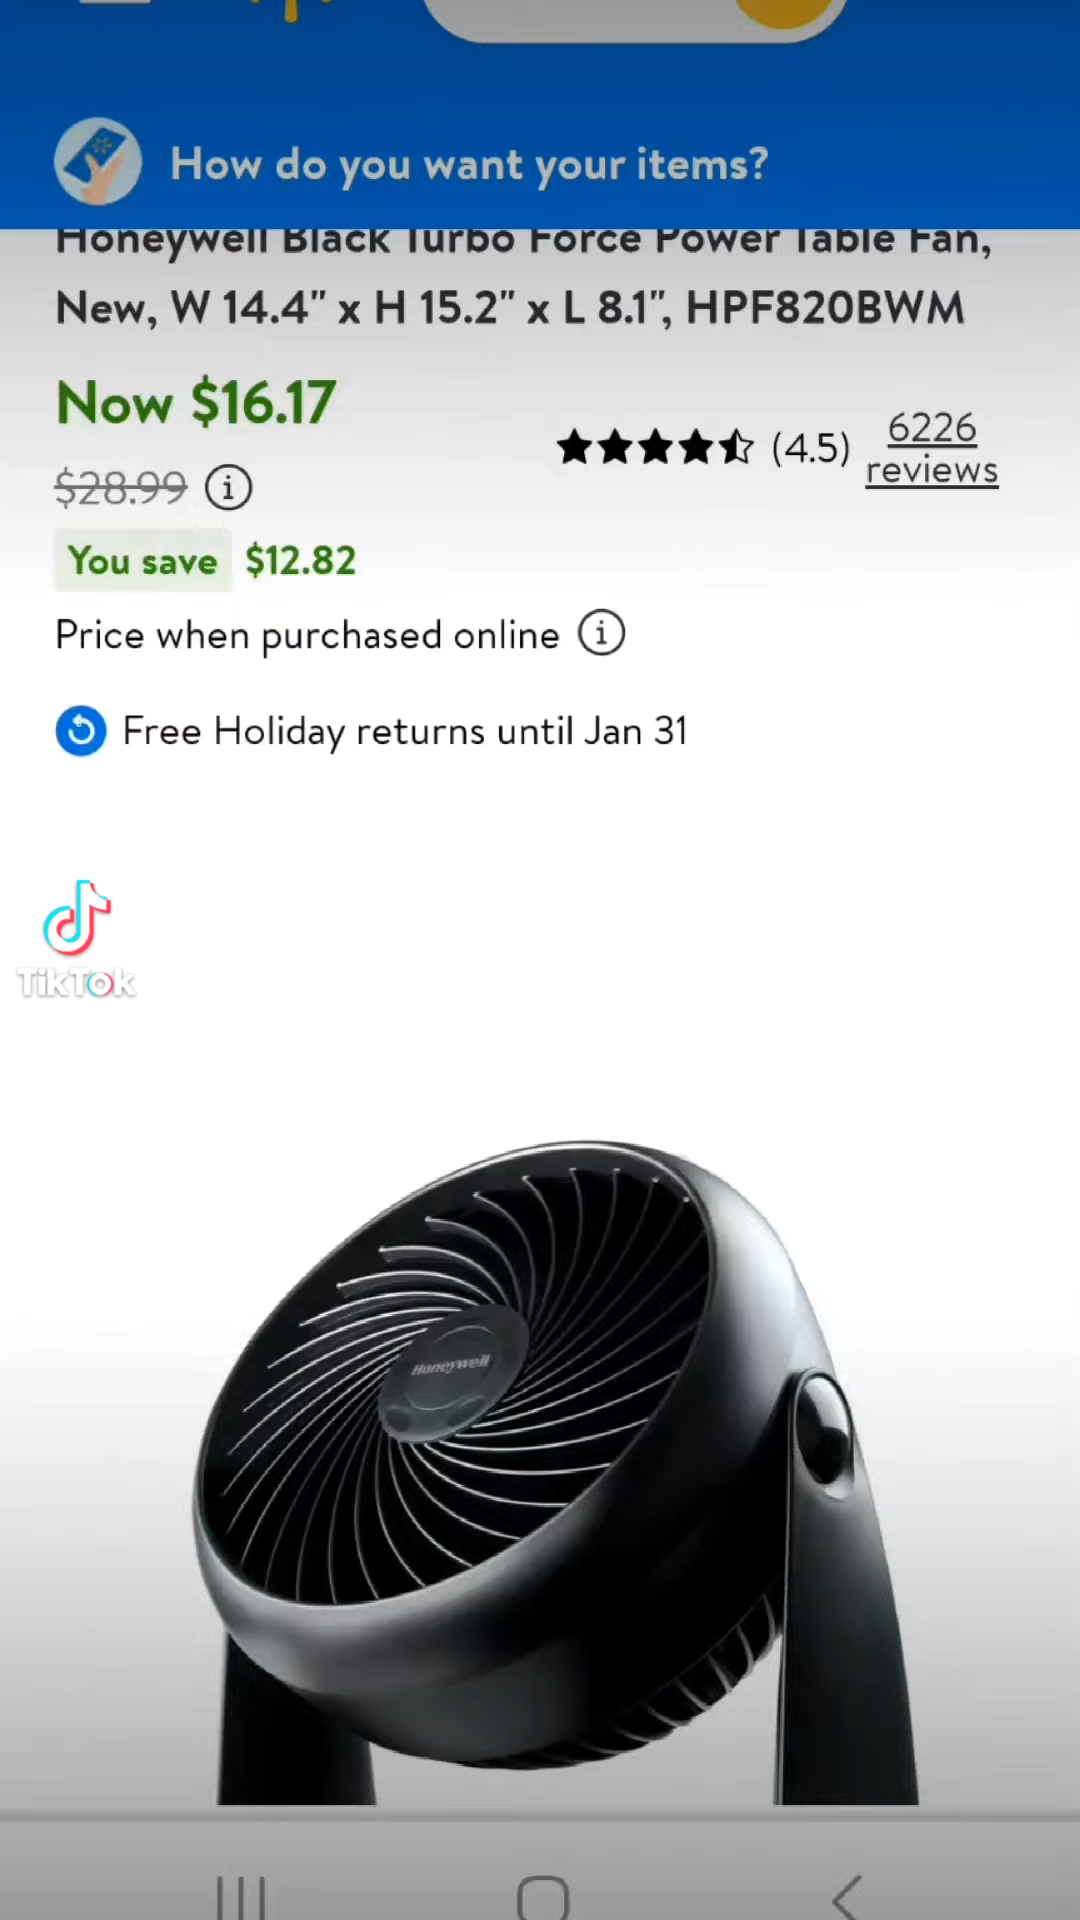 How do you want your items?
Honeywell Black Turbo Force Power Table Fan,
New, W 14.4" x H 15.2" x L 8.1", HPF820BWM
Now $16.17
$28.99
(4.5)
6226
reviews
You save $12.82
Price when purchased online
Free Holiday returns until Jan 31
TikTok
Honeywell